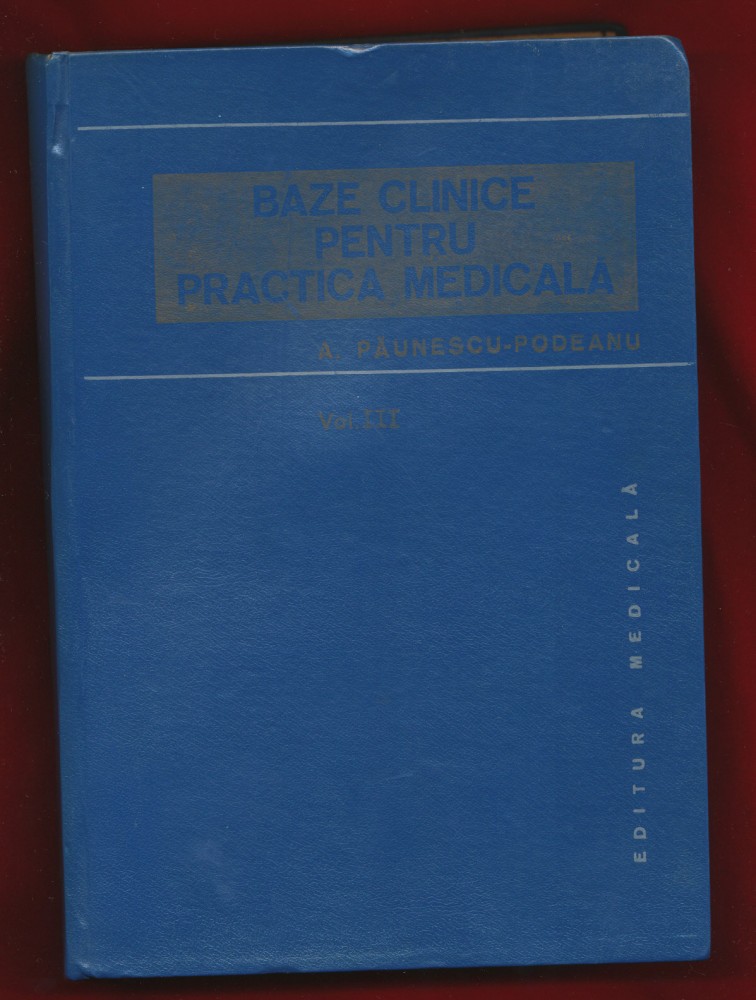 BAZE CLINICE
PENTRU
PRACTICA MEDICALĂ
A. PĂUNESCU-PODEANU
Vol. III
EDITURA MEDICALĂ